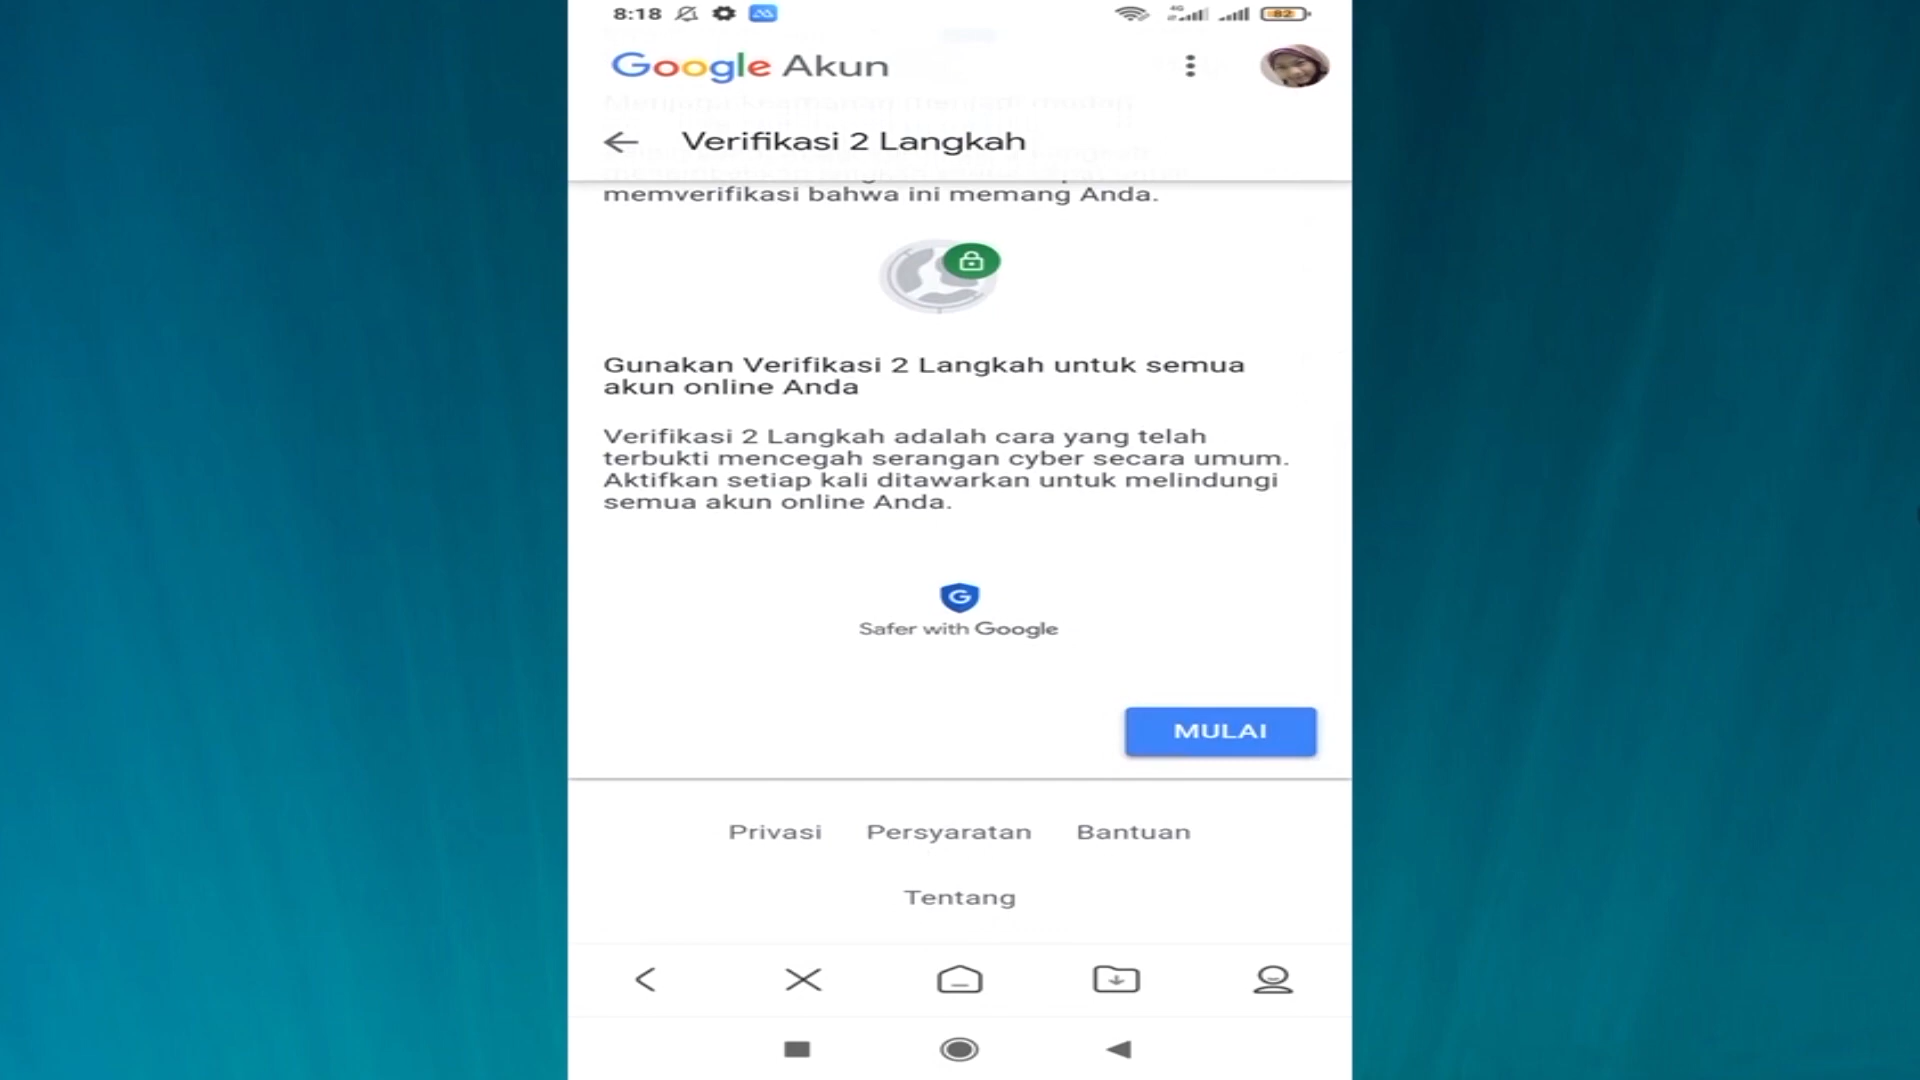 8:18
4G
82
Google Akun
Verifikasi 2 Langkah
memverifikasi bahwa ini memang Anda.
Gunakan Verifikasi 2 Langkah untuk semua
akun online Anda
Verifikasi 2 Langkah adalah cara yang telah
terbukti mencegah serangan cyber secara umum.
Aktifkan setiap kali ditawarkan untuk melindungi
semua akun online Anda.
G
Safer with Google
MULAI
Privasi Persyaratan Bantuan
Tentang